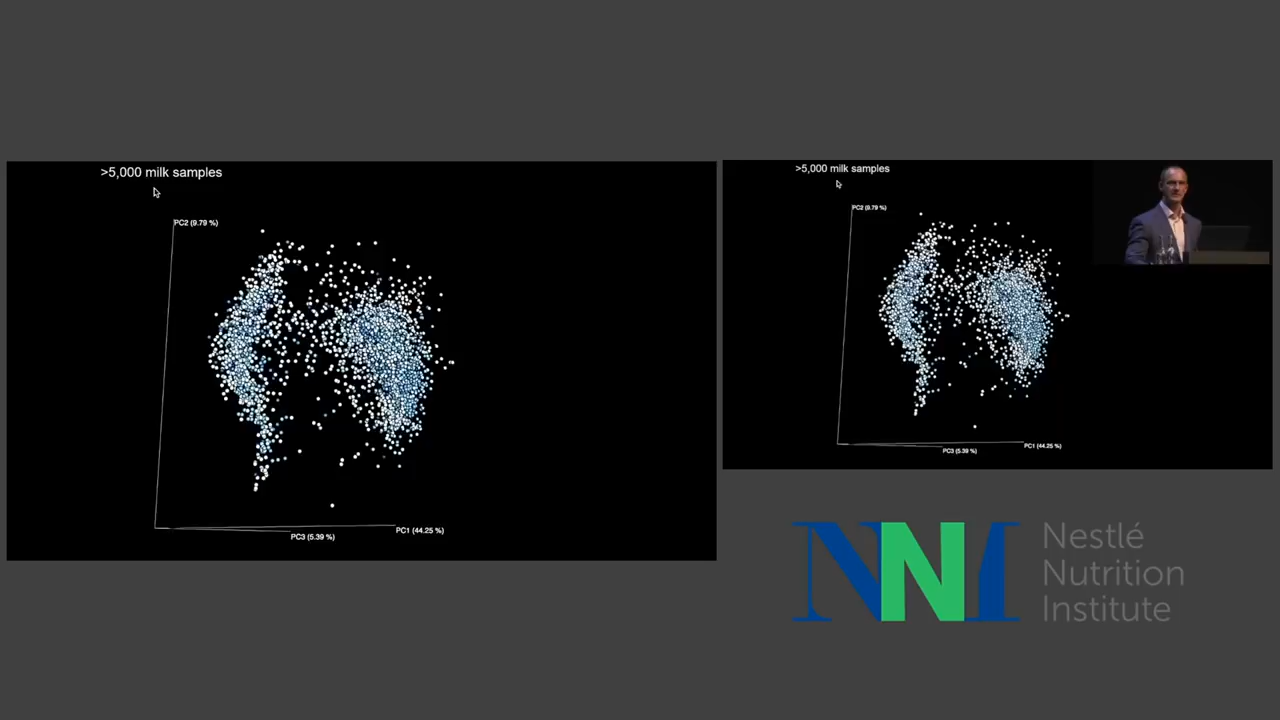 >5,000 milk samples
PC2 (9.79 %)
PC1 (44.25 %)
PC3 (5.39 %)
>5,000 milk samples
PC2 (9.79 %)
PC1 (44.25 %)
PC3 (5.39 %)
NNI
Nestlé
Nutrition
Institute